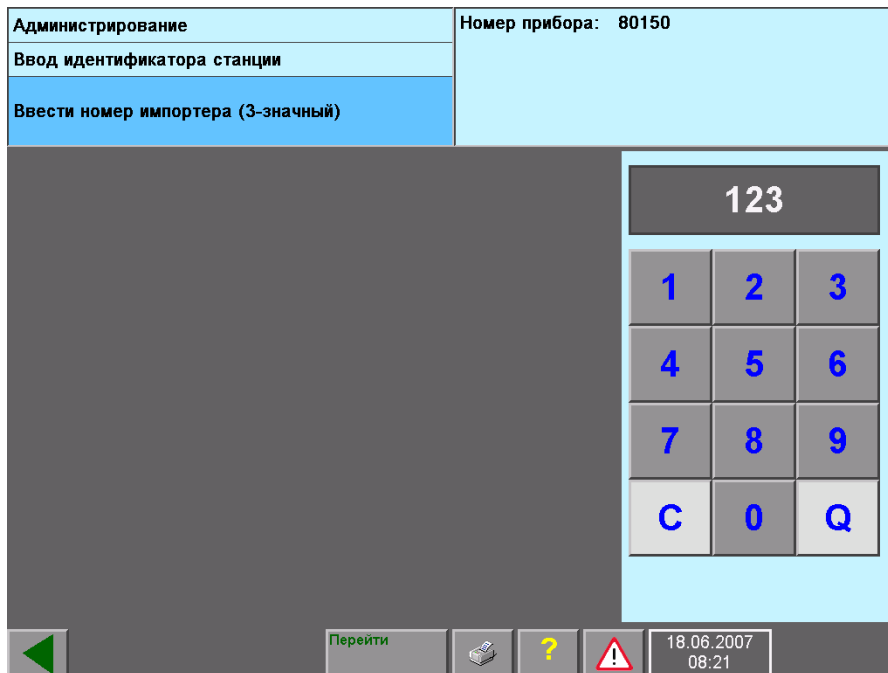 Администрирование
Ввод идентификатора станции
Ввести номер импортера (3-значный)
Номер прибора: 80150
123
1 2 3
4 5 6
7 8 9
C 0 Q
Перейти
?
!
18.06.2007
08:21